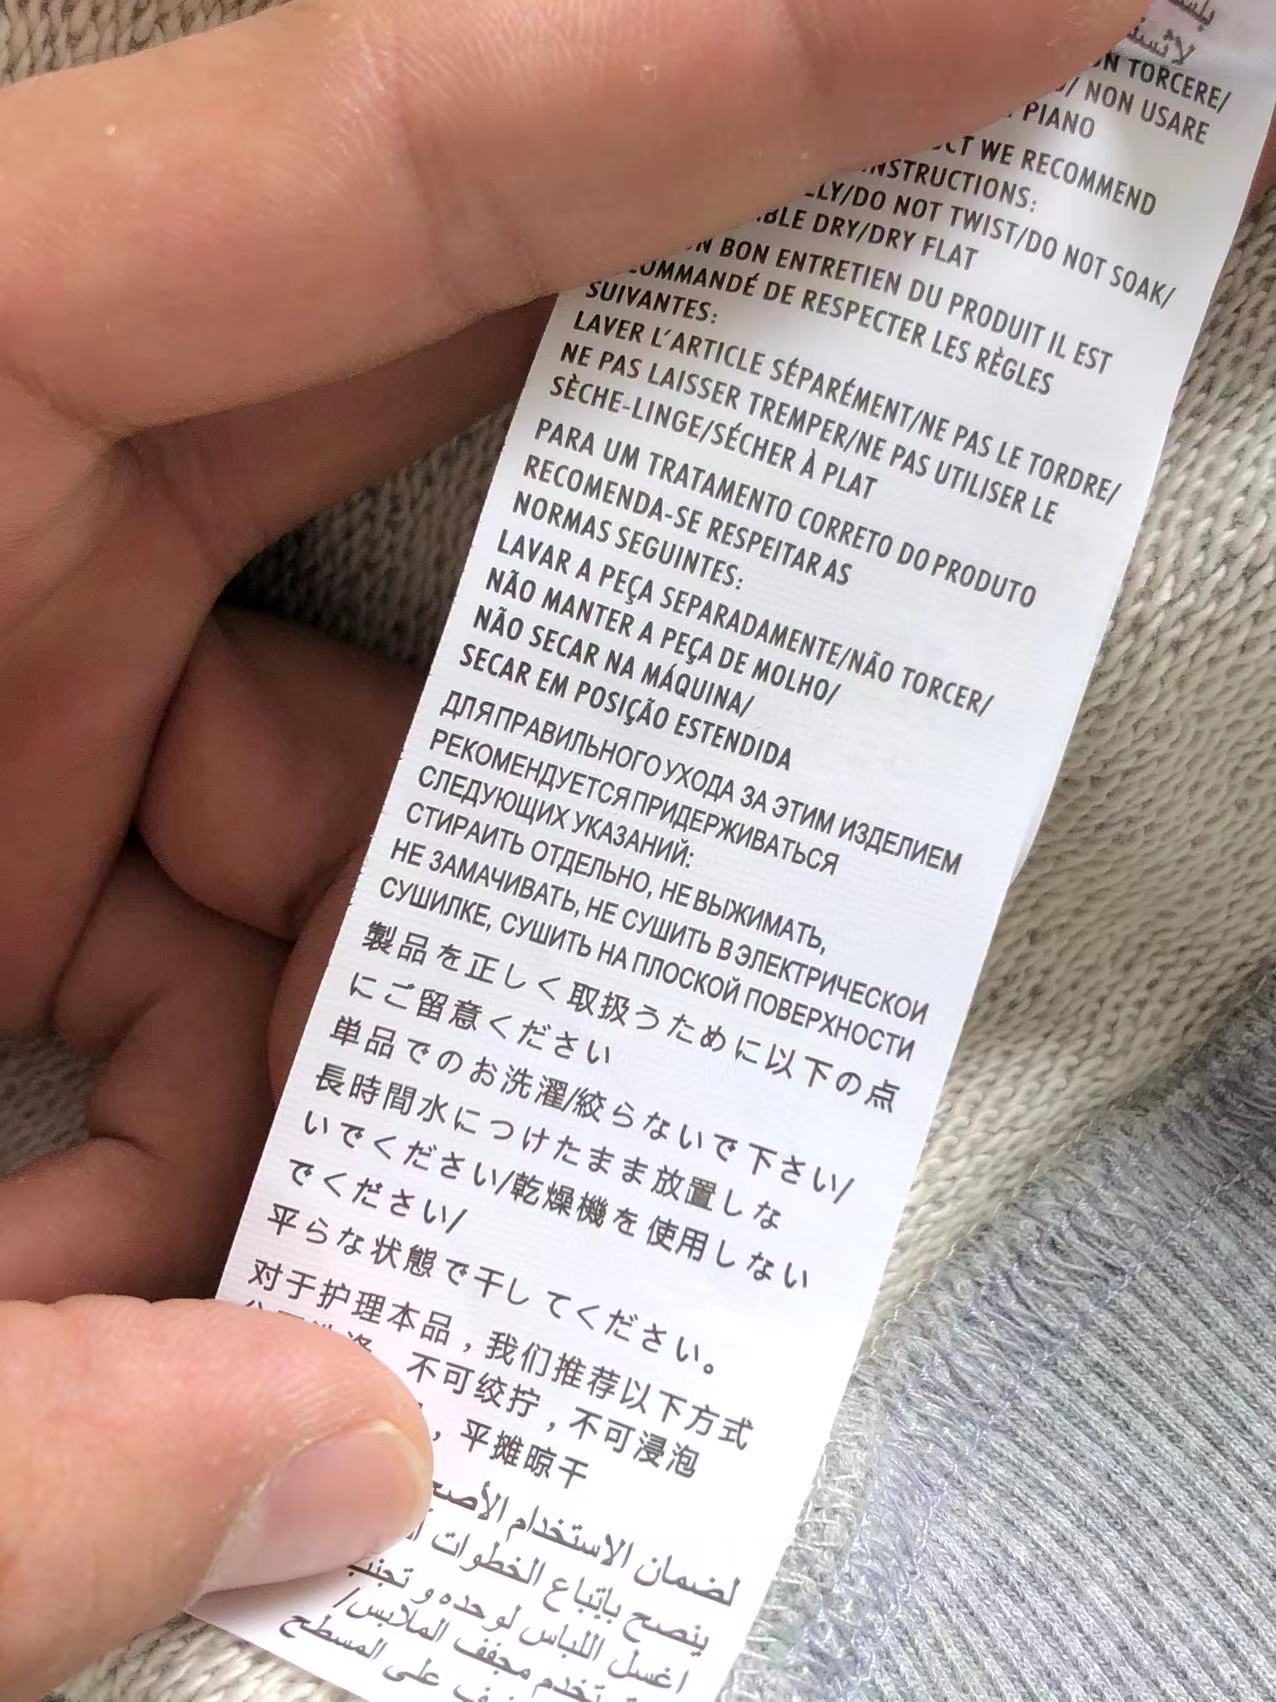 TORCERE/
NON USARE
PIANO
WE RECOMMEND
INSTRUCTIONS:
DO NOT TWIST/DO NOT SOAK/
DRY/DRY FLAT
BON ENTRETIEN DU PRODUIT IL EST
DE RESPECTER LES RÈGLES
SUIVANTES:
LAVER L'ARTICLE SÉPARÉMENT/NE PAS LE TORDRE/
NE PAS LAISSER TREMPER/NE PAS UTILISER LE
SÈCHE-LINGE/SÉCHER À PLAT
PARA UM TRATAMENTO CORRETO DO PRODUTO
RECOMENDA-SE RESPEITAR AS
NORMAS SEGUINTES:
LAVAR A PEÇA SEPARADAMENTE/NÃO TORCER/
NÃO MANTER A PEÇA DE MOLHO/
NÃO SECAR NA MÁQUINA/
SECAR EM POSIÇÃO ESTENDIDA
ДЛЯ ПРАВИЛЬНОГО УХОДА ЗА ЭТИМ ИЗДЕЛИЕМ
РЕКОМЕНДУЕТСЯ ПРИДЕРЖИВАТЬСЯ
СЛЕДУЮЩИХ УКАЗАНИЙ:
СТИРАИТЬ ОТДЕЛЬНО, НЕ ВЫЖИМАТЬ,
НЕ ЗАМАЧИВАТЬ, НЕ СУШИТЬ В ЭЛЕКТРИЧЕСКОИ
СУШИЛКЕ, СУШИТЬ НА ПЛОСКОЙ ПОВЕРХНОСТИ
製品を正しく取扱うために以下の点
にご留意ください
単品でのお洗濯/絞らないで下さい/
長時間水につけたまま放置しな
いでください/乾燥機を使用しない
でください/
平らな状態で干してください。
对于护理本品，我们推荐以下方式
不可绞拧，不可浸泡
，平摊晾干
لضمان الاستخدام
ينصح باتباع الخطوات
اغسل اللباس لوحده و تجنب
مجفف الملابس/
على المسطح